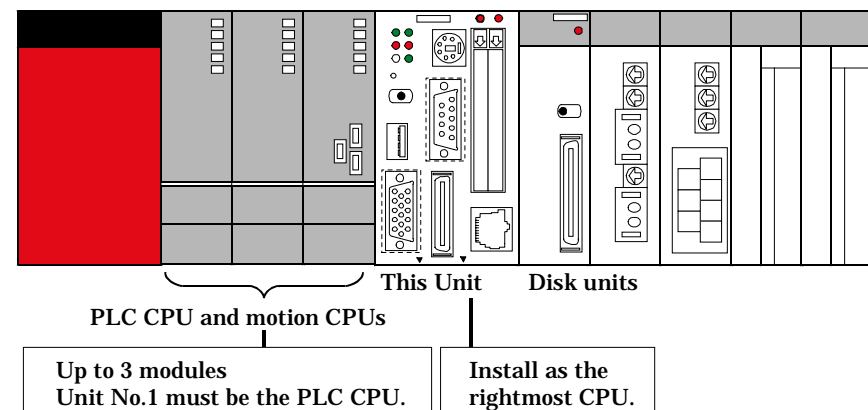 This Unit
Disk units
PLC CPU and motion CPUs
Up to 3 modules
Unit No.1 must be the PLC CPU.
Install as the
rightmost CPU.